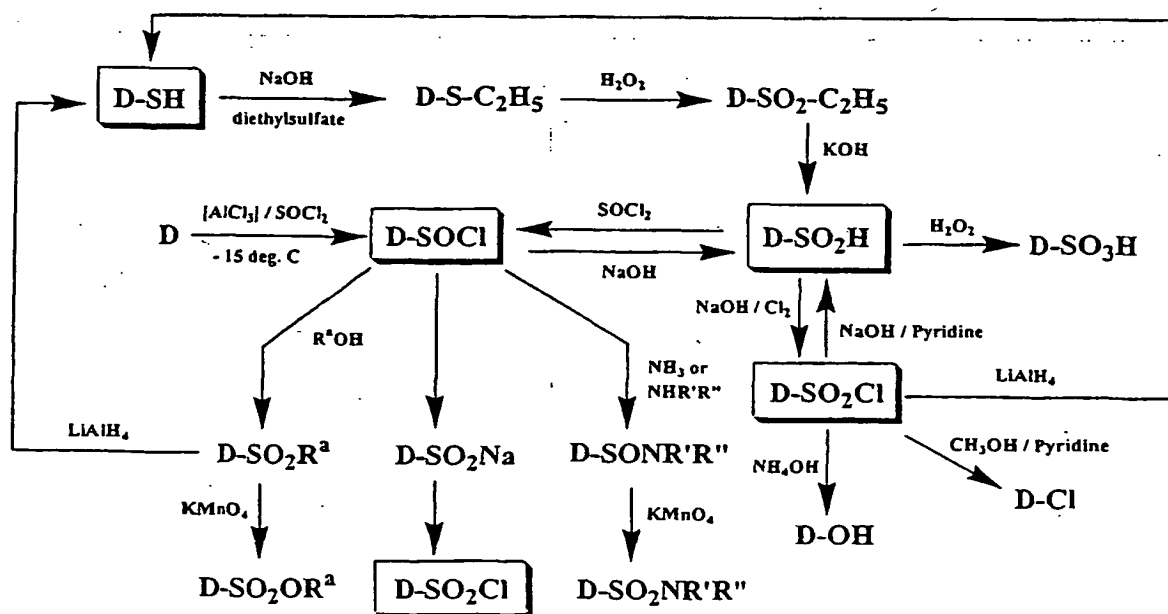 D-SH
NaOH
diethylsulfate
D-S-C₂H₅
H₂O₂
D-SO₂-C₂H₅
KOH
D
[AlCl₃] / SOCl₂
- 15 deg. C
D-SOCl
SOCl₂
NaOH
D-SO₂H
H₂O₂
D-SO₃H
NaOH / Cl₂
NaOH / Pyridine
RᵃOH
NH₃ or
NHR'R"
D-SO₂Cl
LiAlH₄
LiAlH₄
D-SO₂Rᵃ
D-SO₂Na
D-SONR'R"
NH₄OH
CH₃OH / Pyridine
D-Cl
KMnO₄
KMnO₄
D-OH
D-SO₂ORᵃ
D-SO₂Cl
D-SO₂NR'R"